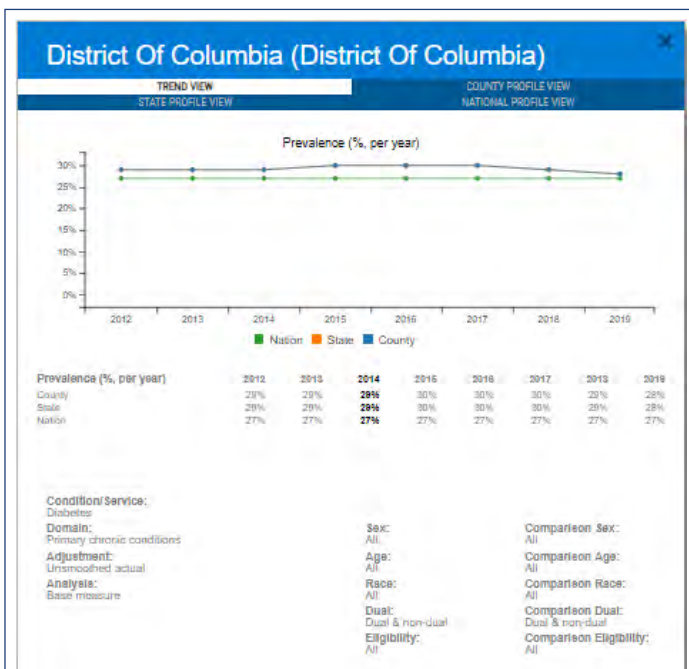 District Of Columbia (District Of Columbia)
TREND VIEW
COUNTY PROFILE VIEW
STATE PROFILE VIEW
NATIONAL PROFILE VIEW
Prevalence (%, per year)
30%
25%
20%
15%
10%
5%
0%
2012 2013 2014 2015 2016 2017 2018 2019
Nation State County
Prevalence (%, per year) 2012 2013 2014 2015 2016 2017 2018 2019
County 29% 29% 29% 30% 30% 30% 29% 28%
State 29% 29% 29% 30% 30% 30% 29% 28%
Nation 27% 27% 27% 27% 27% 27% 27% 27%
Condition/Service:
Diabetes
Domain:
Primary chronic conditions
Adjustment:
Unsmoothed actual
Analysis:
Base measure
Sex:
All
Age:
All
Race:
All
Dual:
Dual & non-dual
Eligibility:
All
Comparison Sex:
All
Comparison Age:
All
Comparison Race:
All
Comparison Dual:
Dual & non-dual
Comparison Eligibility:
All